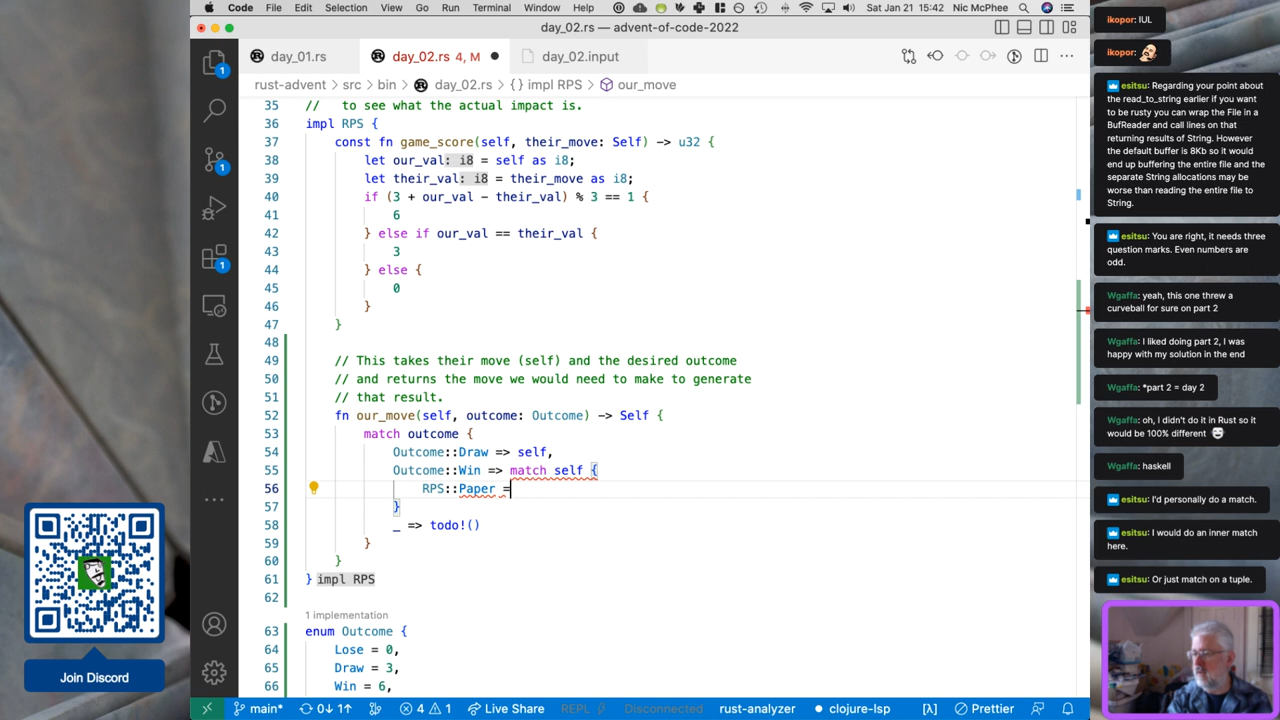 Code File Edit Selection View Go Run Terminal Window Help Sat Jan 21 15:42 Nic McPhee
day_02.rs — advent-of-code-2022
day_01.rs
day_02.rs 4, M
day_02.input
rust-advent > src > bin > day_02.rs > {} impl RPS > our_move
35 // to see what the actual impact is.
36 impl RPS {
37 const fn game_score(self, their_move: Self) -> u32 {
38 let our_val: i8 = self as i8;
39 let their_val: i8 = their_move as i8;
40 if (3 + our_val - their_val) % 3 == 1 {
41 6
42 } else if our_val == their_val {
43 3
44 } else {
45 0
46 }
47 }
48
49 // This takes their move (self) and the desired outcome
50 // and returns the move we would need to make to generate
51 // that result.
52 fn our_move(self, outcome: Outcome) -> Self {
53 match outcome {
54 Outcome::Draw => self,
55 Outcome::Win => match self {
56 RPS::Paper =
57 }
58 _ => todo!()
59 }
60 }
61 } impl RPS
62
1 implementation
63 enum Outcome {
64 Lose = 0,
65 Draw = 3,
66 Win = 6,
1
1
1
Join Discord
main* 0↓ 1↑ 4 1 Live Share REPL Disconnected rust-analyzer clojure-lsp [λ] Prettier
ikopor: IUL
ikopor:
esitsu: Regarding your point about
the read_to_string earlier if you want
to be rusty you can wrap the File in a
BufReader and call lines on that
returning results of String. However
the default buffer is 8Kb so it would
end up buffering the entire file and the
separate String allocations may be
worse than reading the entire file to
String.
esitsu: You are right, it needs three
question marks. Even numbers are
odd.
Wgaffa: yeah, this one threw a
curveball for sure on part 2
Wgaffa: I liked doing part 2, I was
happy with my solution in the end
Wgaffa: *part 2 = day 2
Wgaffa: oh, I didn't do it in Rust so it
would be 100% different
Wgaffa: haskell
esitsu: I'd personally do a match.
esitsu: I would do an inner match
here.
esitsu: Or just match on a tuple.